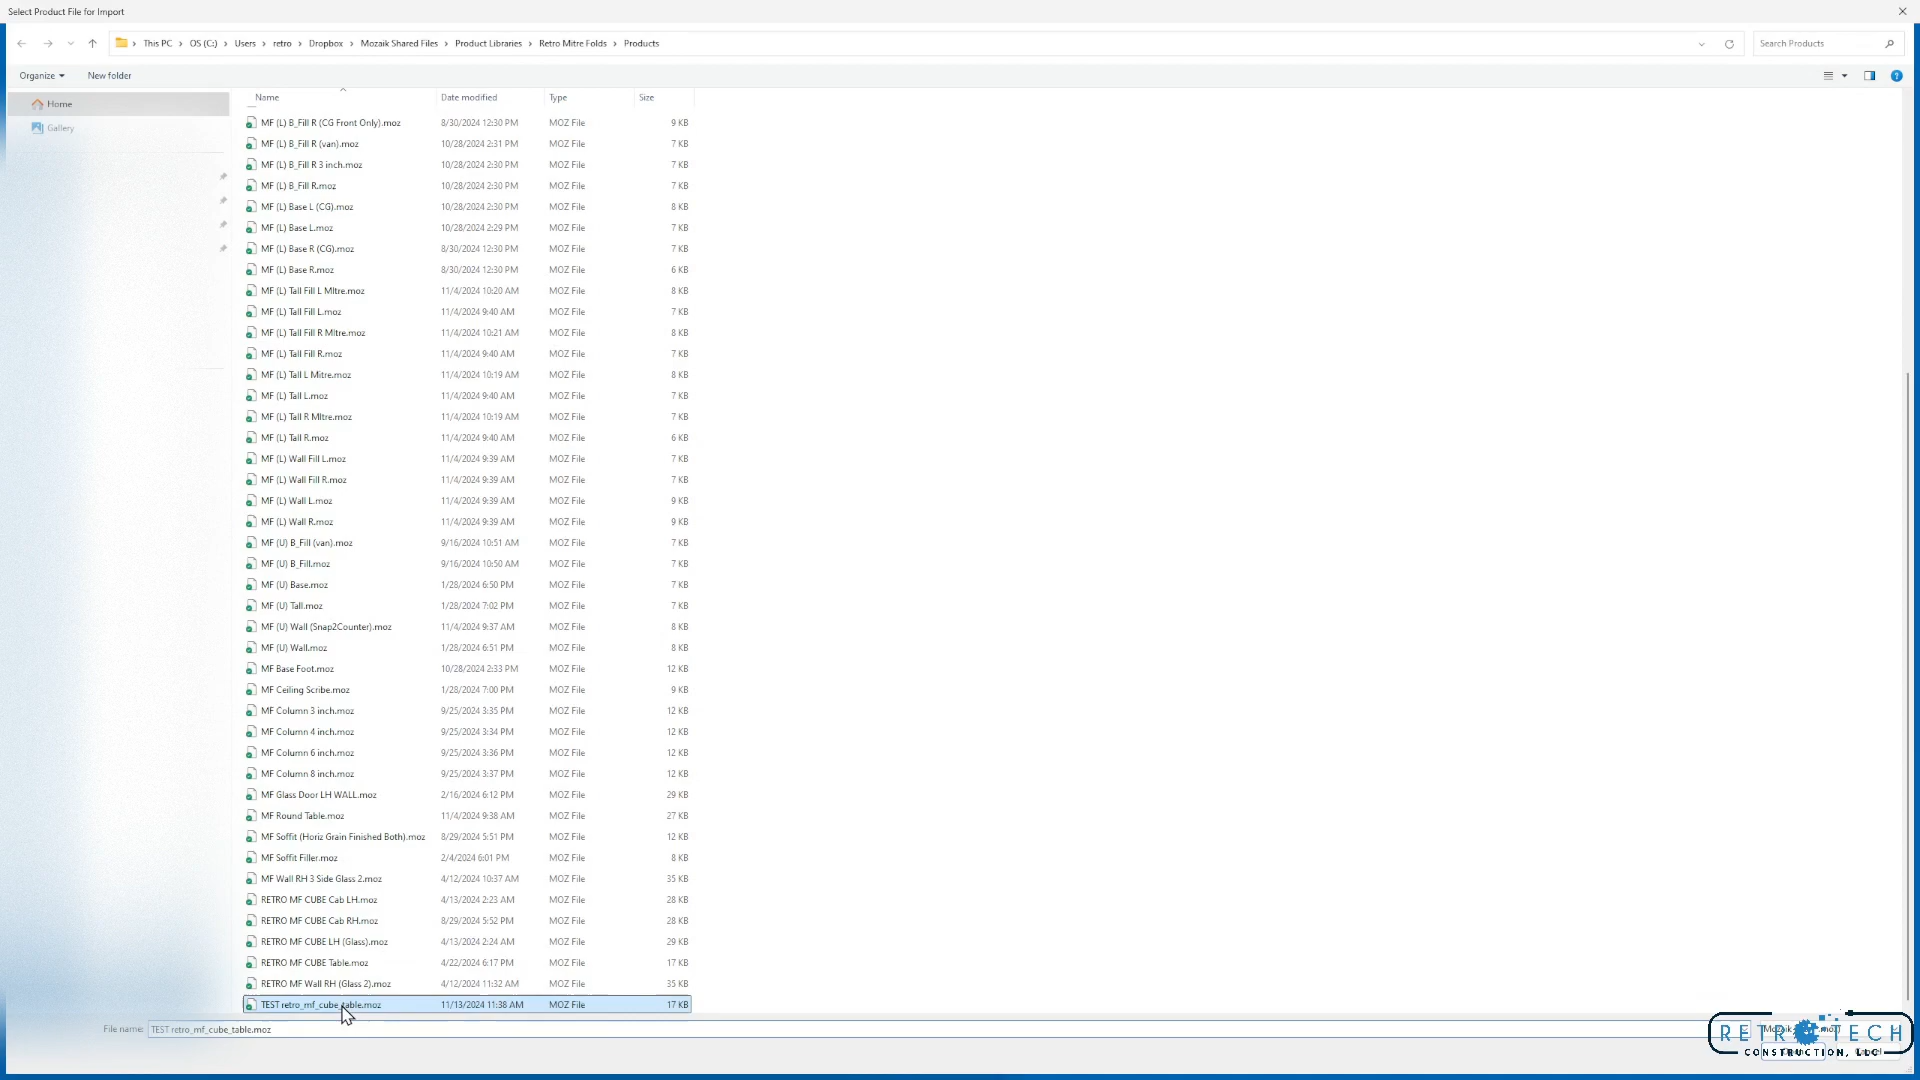 Select Product File for Import
This PC > OS (C:) > Users > retro > Dropbox > Mozaik Shared Files > Product Libraries > Retro Mitre Folds > Products
Search Products
Organize New folder
Home
Gallery
Name Date modified Type Size
MF (L) B_Fill R (CG Front Only).moz 8/30/2024 12:30 PM MOZ File 9 KB
MF (L) B_Fill R (van).moz 10/28/2024 2:31 PM MOZ File 7 KB
MF (L) B_Fill R 3 inch.moz 10/28/2024 2:30 PM MOZ File 7 KB
MF (L) B_Fill R.moz 10/28/2024 2:30 PM MOZ File 7 KB
MF (L) Base L (CG).moz 10/28/2024 2:30 PM MOZ File 8 KB
MF (L) Base L.moz 10/28/2024 2:29 PM MOZ File 7 KB
MF (L) Base R (CG).moz 8/30/2024 12:30 PM MOZ File 7 KB
MF (L) Base R.moz 8/30/2024 12:30 PM MOZ File 6 KB
MF (L) Tall Fill L MItre.moz 11/4/2024 10:20 AM MOZ File 8 KB
MF (L) Tall Fill L.moz 11/4/2024 9:40 AM MOZ File 7 KB
MF (L) Tall Fill R MItre.moz 11/4/2024 10:21 AM MOZ File 8 KB
MF (L) Tall Fill R.moz 11/4/2024 9:40 AM MOZ File 7 KB
MF (L) Tall L Mitre.moz 11/4/2024 10:19 AM MOZ File 8 KB
MF (L) Tall L.moz 11/4/2024 9:40 AM MOZ File 7 KB
MF (L) Tall R MItre.moz 11/4/2024 10:19 AM MOZ File 7 KB
MF (L) Tall R.moz 11/4/2024 9:40 AM MOZ File 6 KB
MF (L) Wall Fill L.moz 11/4/2024 9:39 AM MOZ File 7 KB
MF (L) Wall Fill R.moz 11/4/2024 9:39 AM MOZ File 7 KB
MF (L) Wall L.moz 11/4/2024 9:39 AM MOZ File 9 KB
MF (L) Wall R.moz 11/4/2024 9:39 AM MOZ File 9 KB
MF (U) B_Fill (van).moz 9/16/2024 10:51 AM MOZ File 7 KB
MF (U) B_Fill.moz 9/16/2024 10:50 AM MOZ File 7 KB
MF (U) Base.moz 1/28/2024 6:50 PM MOZ File 7 KB
MF (U) Tall.moz 1/28/2024 7:02 PM MOZ File 7 KB
MF (U) Wall (Snap2Counter).moz 11/4/2024 9:37 AM MOZ File 8 KB
MF (U) Wall.moz 1/28/2024 6:51 PM MOZ File 8 KB
MF Base Foot.moz 10/28/2024 2:33 PM MOZ File 12 KB
MF Ceiling Scribe.moz 1/28/2024 7:00 PM MOZ File 9 KB
MF Column 3 inch.moz 9/25/2024 3:35 PM MOZ File 12 KB
MF Column 4 inch.moz 9/25/2024 3:34 PM MOZ File 12 KB
MF Column 6 inch.moz 9/25/2024 3:36 PM MOZ File 12 KB
MF Column 8 inch.moz 9/25/2024 3:37 PM MOZ File 12 KB
MF Glass Door LH WALL.moz 2/16/2024 6:12 PM MOZ File 29 KB
MF Round Table.moz 11/4/2024 9:38 AM MOZ File 27 KB
MF Soffit (Horiz Grain Finished Both).moz 8/29/2024 5:51 PM MOZ File 12 KB
MF Soffit Filler.moz 2/4/2024 6:01 PM MOZ File 8 KB
MF Wall RH 3 Side Glass 2.moz 4/12/2024 10:37 AM MOZ File 35 KB
RETRO MF CUBE Cab LH.moz 4/13/2024 2:23 AM MOZ File 28 KB
RETRO MF CUBE Cab RH.moz 8/29/2024 5:52 PM MOZ File 28 KB
RETRO MF CUBE LH (Glass).moz 4/13/2024 2:24 AM MOZ File 29 KB
RETRO MF CUBE Table.moz 4/22/2024 6:17 PM MOZ File 17 KB
RETRO MF Wall RH (Glass 2).moz 4/12/2024 11:32 AM MOZ File 35 KB
TEST retro_mf_cube_table.moz 11/13/2024 11:38 AM MOZ File 17 KB
File name: TEST retro_mf_cube_table.moz
RETRO TECH
CONSTRUCTION, LLC